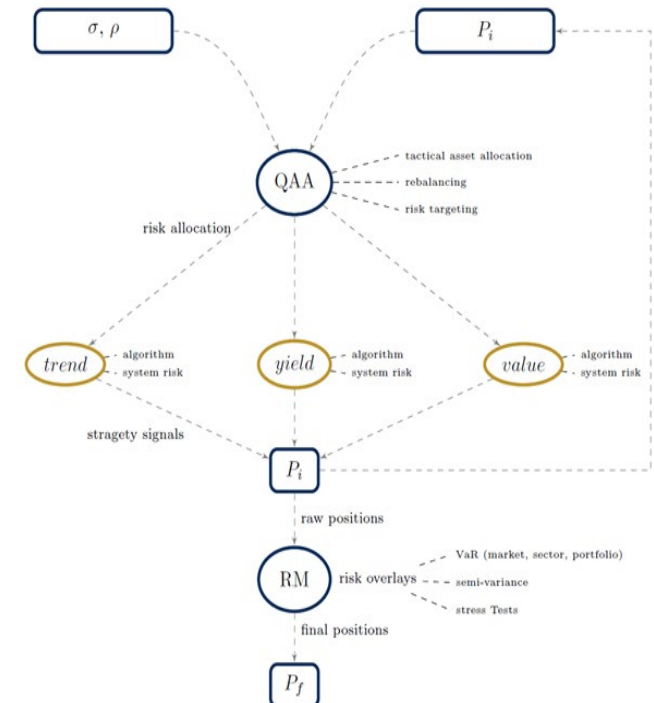 σ, ρ
P_i
QAA
tactical asset allocation
rebalancing
risk targeting
risk allocation
trend
algorithm
system risk
yield
algorithm
system risk
value
algorithm
system risk
stragety signals
P_i
raw positions
RM
risk overlays
VaR (market, sector, portfolio)
semi-variance
stress Tests
final positions
P_f